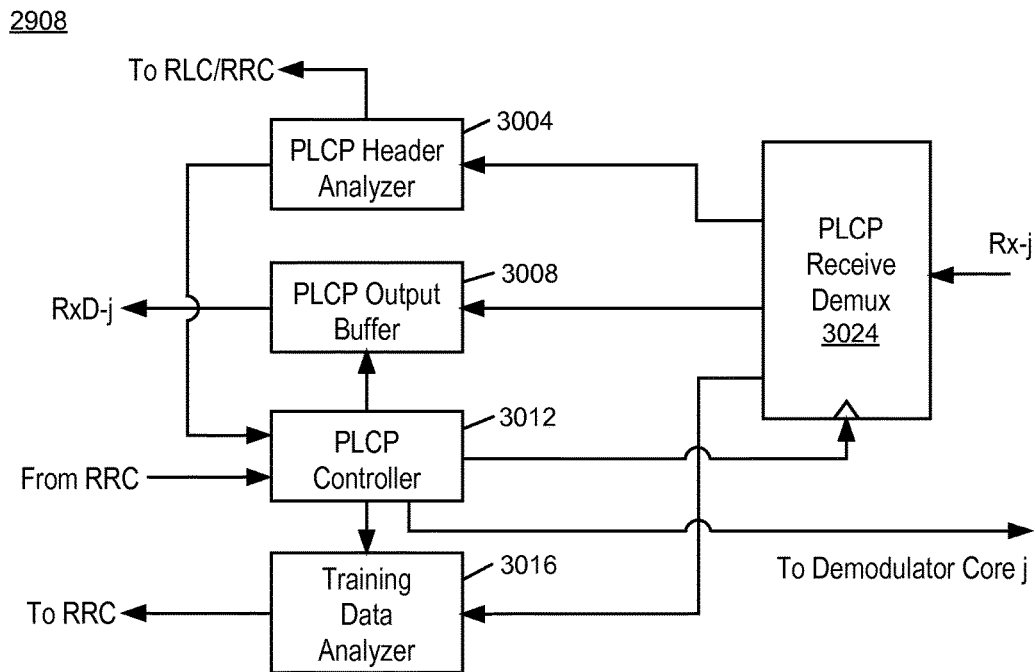 2908
To RLC/RRC
3004
PLCP Header
Analyzer
PLCP
Receive
Demux
3024
Rx-j
3008
PLCP Output
Buffer
RxD-j
3012
PLCP
Controller
From RRC
To Demodulator Core j
3016
Training
Data
Analyzer
To RRC